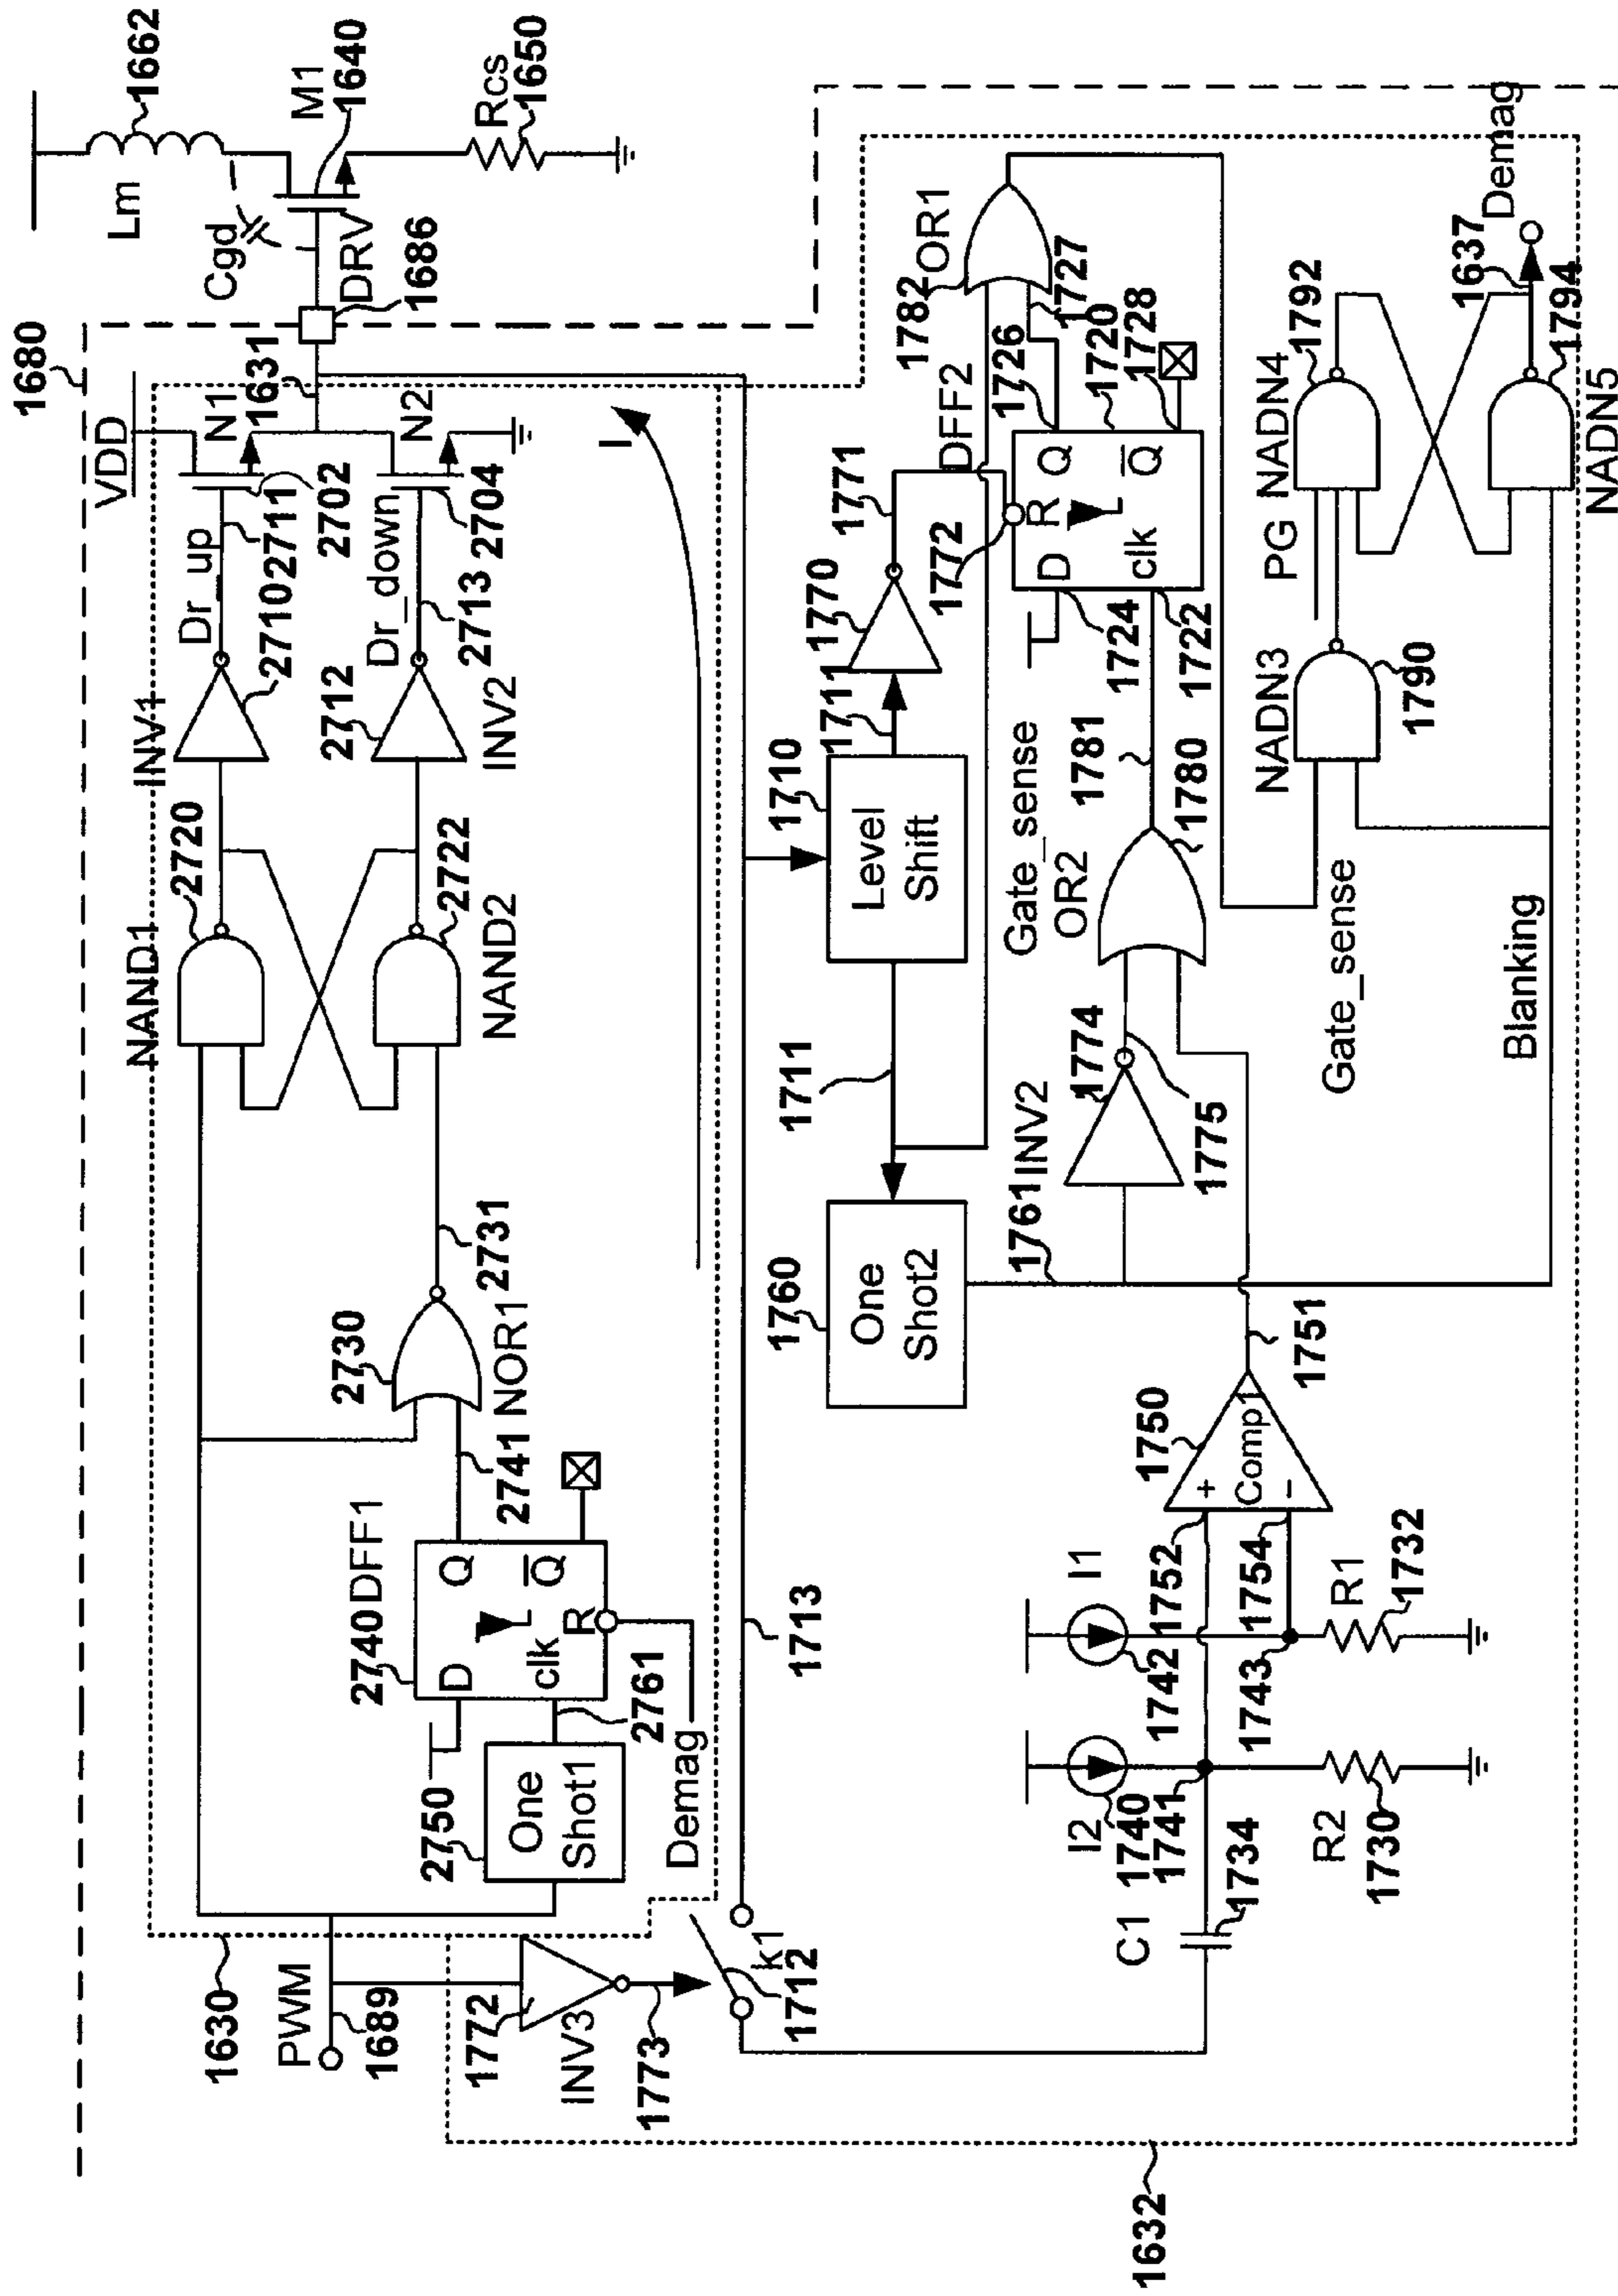 1680
VDD
Lm
1662
Cgd
M1
1640
DRV
1686
Rcs
1650
INV1
Dr_up
2710
2711
N1
2702
1631
NAND1
2720
2712
INV2
Dr_down
2713
N2
2704
2722
NAND2
I
2730
NOR1
2731
2740
DFF1
D
Q
Q
clk
R
2741
2750
One
Shot1
2761
Demag
1630
PWM
1689
1772
INV3
1773
k1
1712
1713
1710
Level
Shift
1711
1711
1770
1771
1772
1760
One
Shot2
1761
INV2
1774
1775
Gate_sense
OR2
1781
1780
DFF2
D
R
Q
Q
clk
1724
1722
1726
1727
1720
1728
1782
OR1
1750
Comp1
+
−
1751
1752
1754
I1
1742
1743
R1
1732
I2
1740
1741
R2
1730
C1
1734
Gate_sense
Blanking
NADN3
1790
PG
NADN4
1792
1637
Demag
1794
NADN5
1632